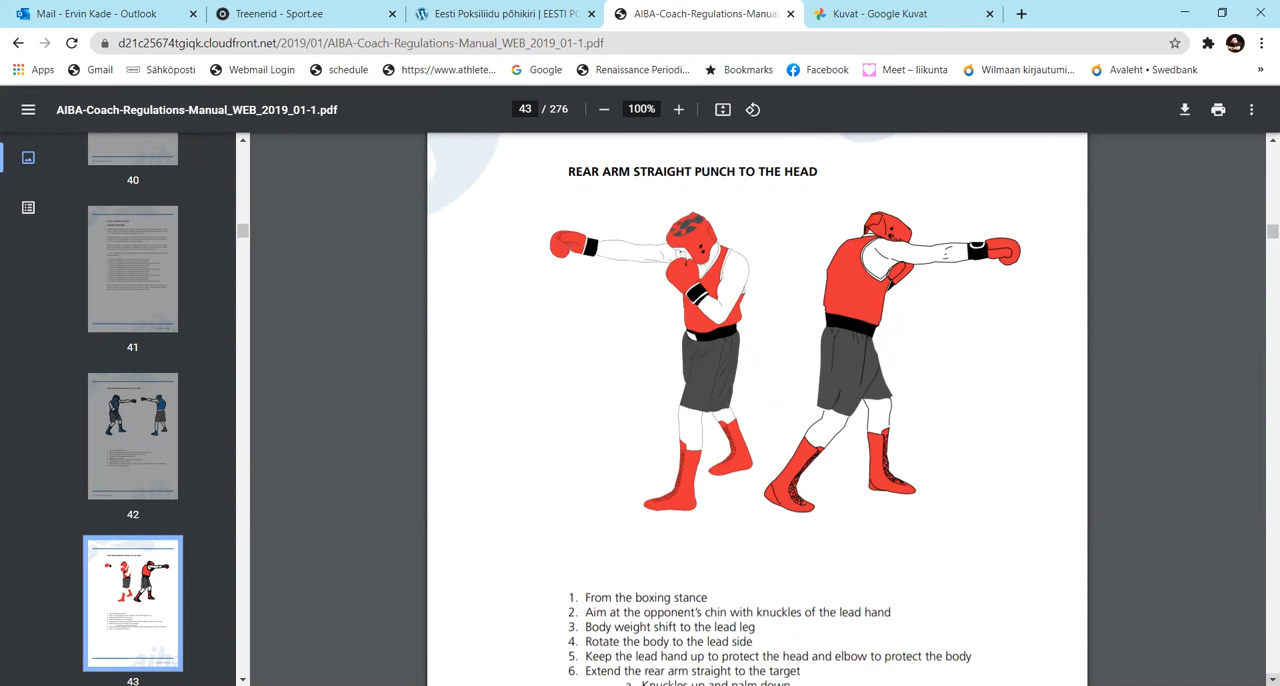 Mail - Ervin Kade - Outlook
Treenerid - Sport.ee
Eesti Poksiliidu põhikiri | EESTI PO
AIBA-Coach-Regulations-Manual
Kuvat - Google Kuvat
d21c25674tgiqk.cloudfront.net/2019/01/AIBA-Coach-Regulations-Manual_WEB_2019_01-1.pdf
Apps
Gmail
Sähköposti
Webmail Login
schedule
https://www.athlete...
Google
Renaissance Periodi...
Bookmarks
Facebook
Meet – liikunta
Wilmaan kirjautumi...
Avaleht • Swedbank
»
AIBA-Coach-Regulations-Manual_WEB_2019_01-1.pdf
43 / 276
100%
40
41
42
43
REAR ARM STRAIGHT PUNCH TO THE HEAD
1. From the boxing stance
2. Aim at the opponent's chin with knuckles of the lead hand
3. Body weight shift to the lead leg
4. Rotate the body to the lead side
5. Keep the lead hand up to protect the head and elbow to protect the body
6. Extend the rear arm straight to the target
a. Knuckles up and palm down